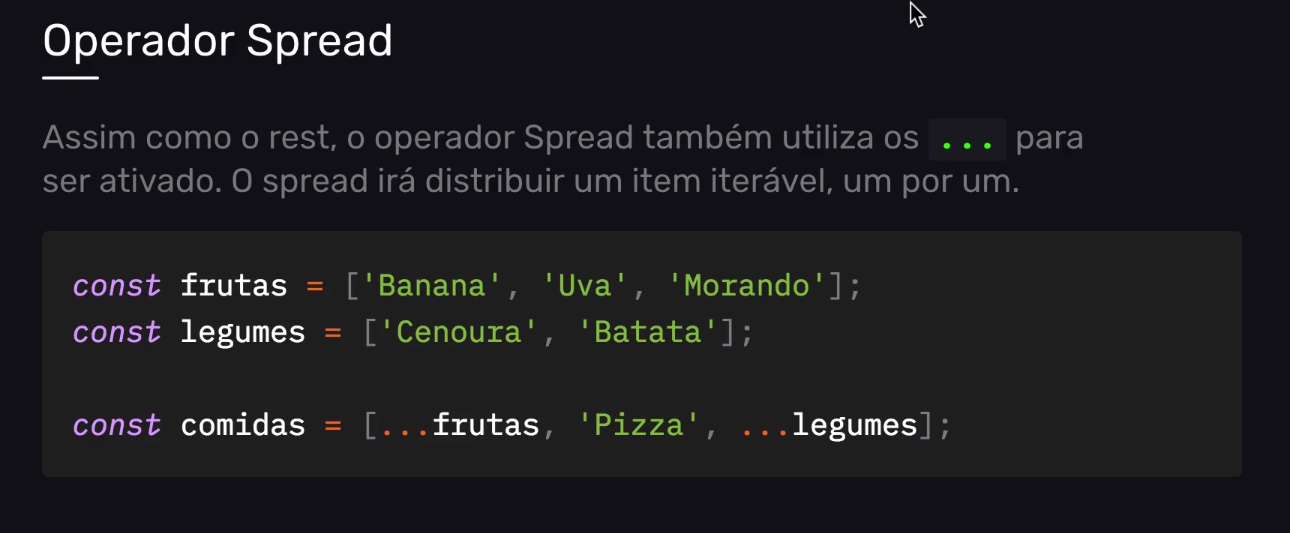 Operador Spread
Assim como o rest, o operador Spread também utiliza os ... para
ser ativado. O spread irá distribuir um item iterável, um por um.
const frutas = ['Banana', 'Uva', 'Morando'];
const legumes = ['Cenoura', 'Batata'];
const comidas = [...frutas, 'Pizza', ...legumes];